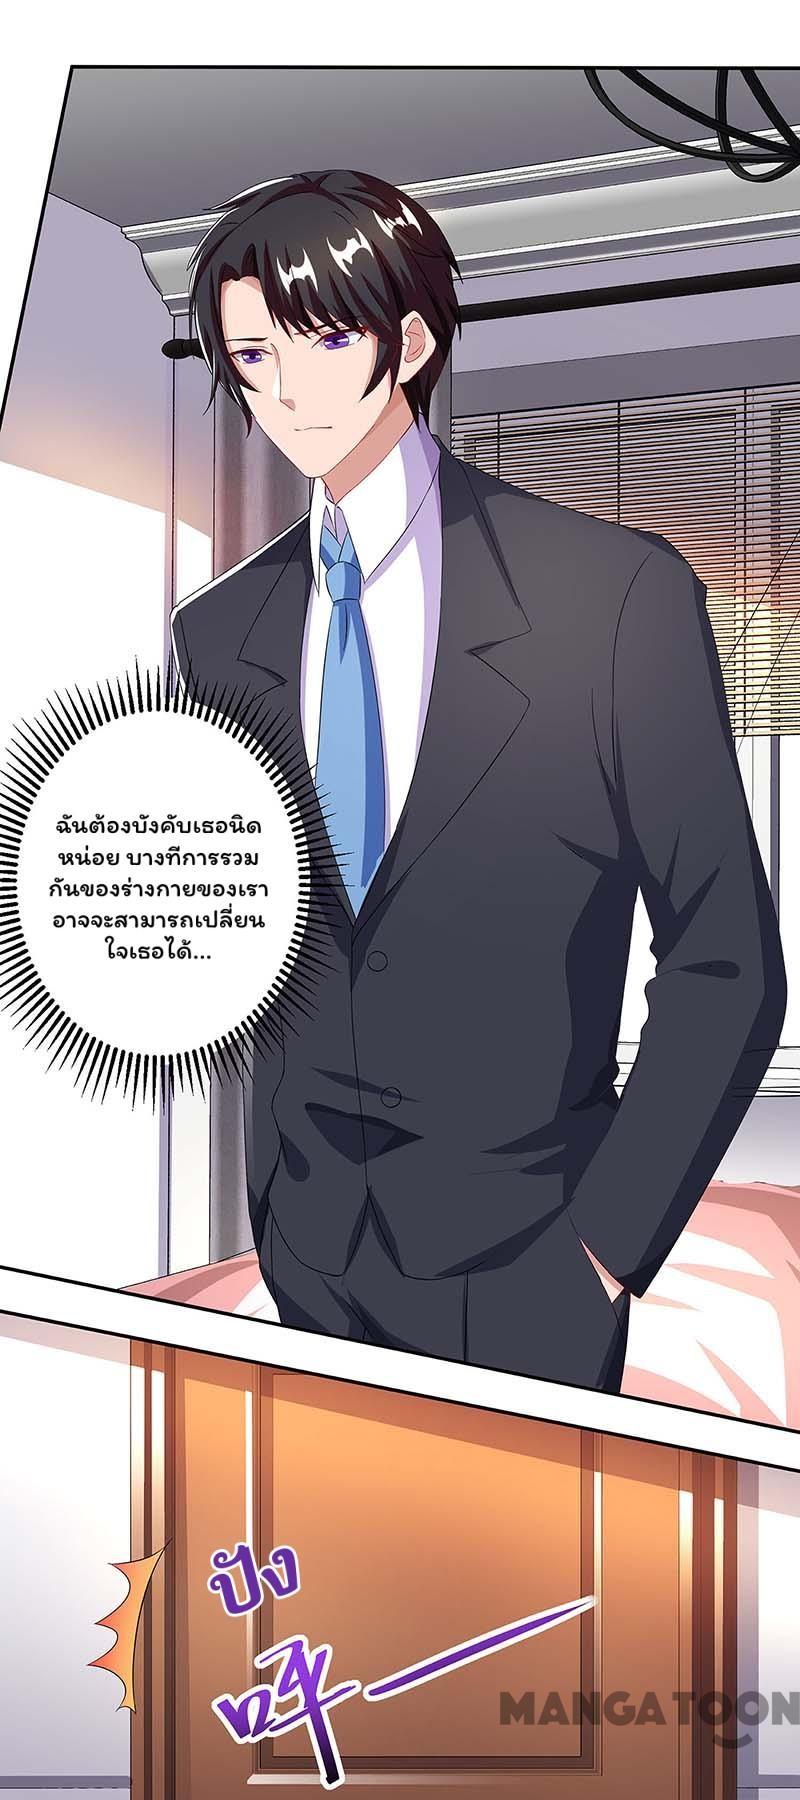 ฉันต้องบังคับเธอนิด
หน่อย บางทีการรวม
กันของร่างกายของเรา
อาจจะสามารถเปลี่ยน
ใจเธอได้...
ปัง
呯—
MANGA TOON